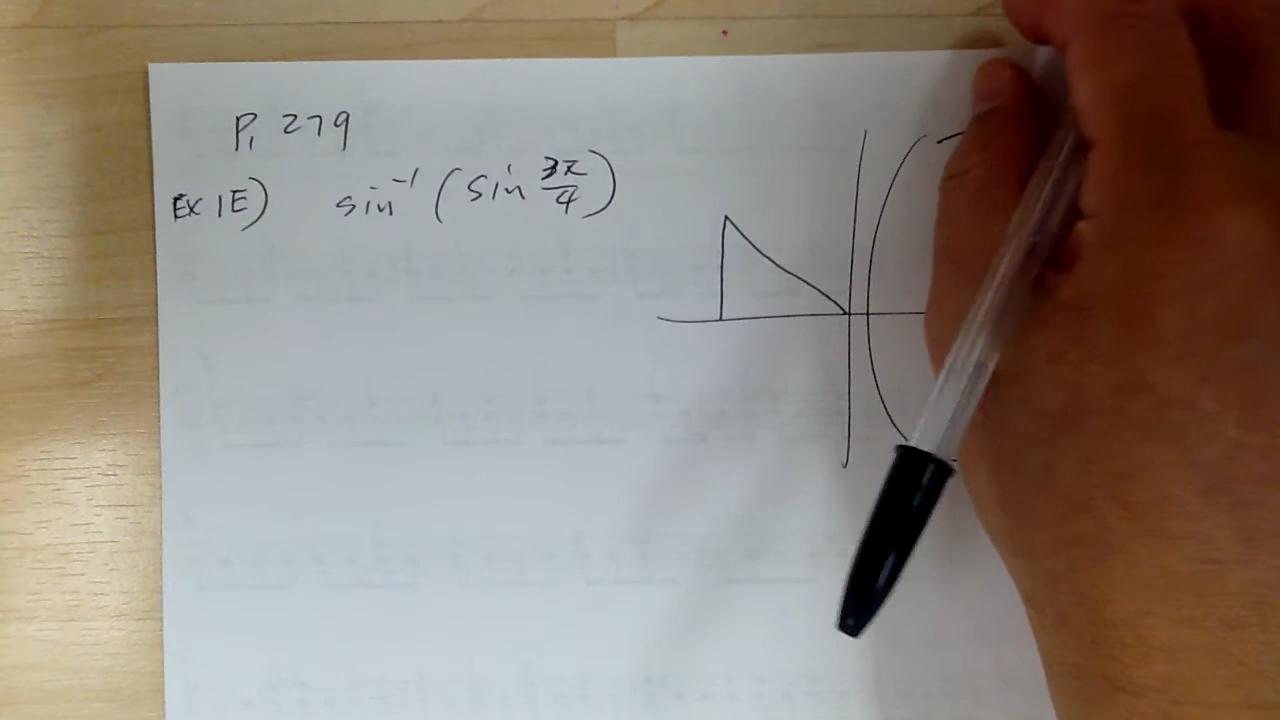 P, 279
EX 1E) sin⁻¹ (sin 3π/4)